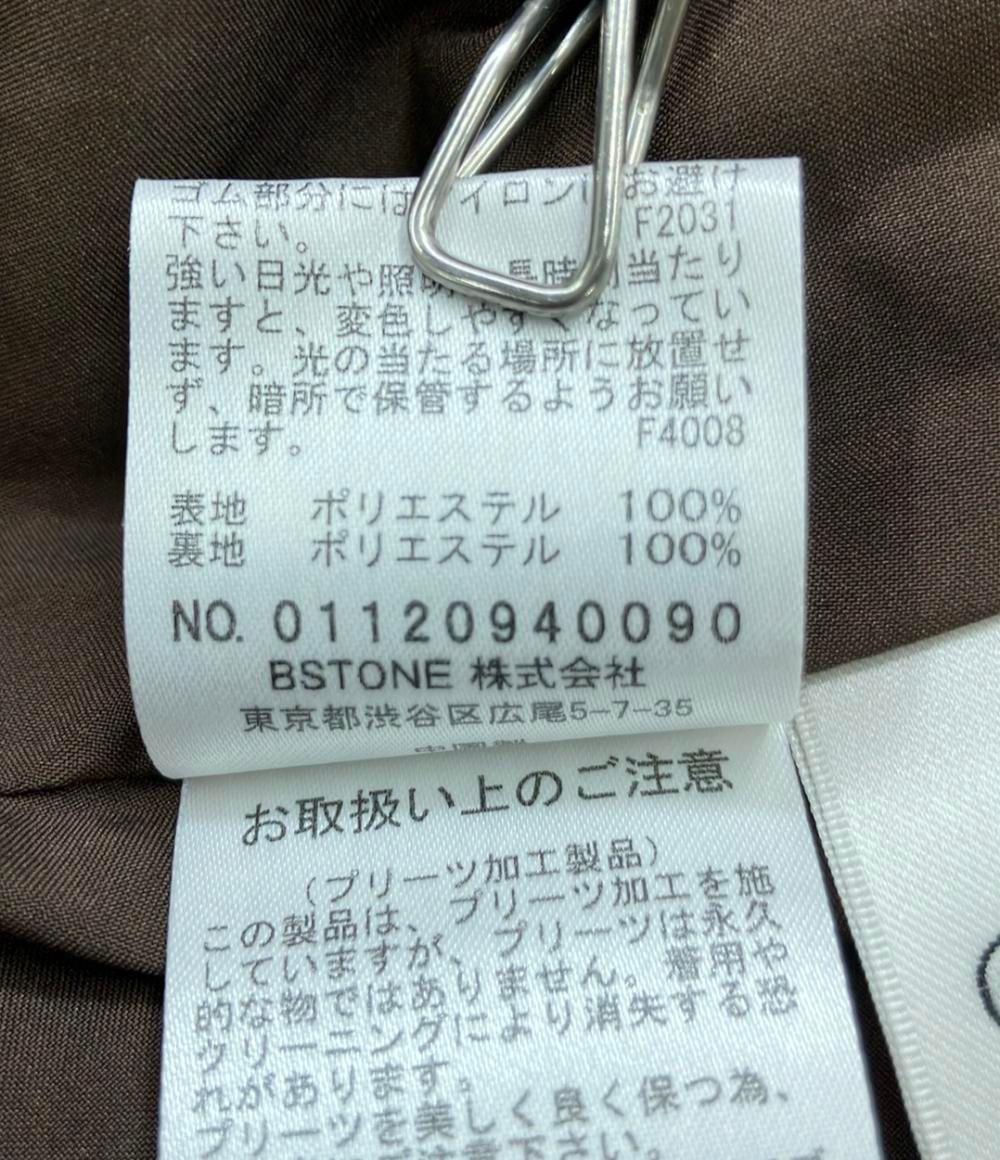 ゴム部分には イロン お避け
下さい。 F2031
強い日光や照明 長時 当たり
ますと、変色しやすくなってい
ます。光の当たる場所に放置せ
ず、暗所で保管するようお願い
します。 F4008
表地 ポリエステル 100%
裏地 ポリエステル 100%
NO. 01120940090
BSTONE 株式会社
東京都渋谷区広尾5-7-35
お取扱い上のご注意
(プリーツ加工製品)
この製品は、プリーツ加工を施
していますが、プリーツは永久
的な物ではありません。着用や
クリーニングにより消失する恐
れがあります。
プリーツを美しく良く保つ為、
ご注意下さい。